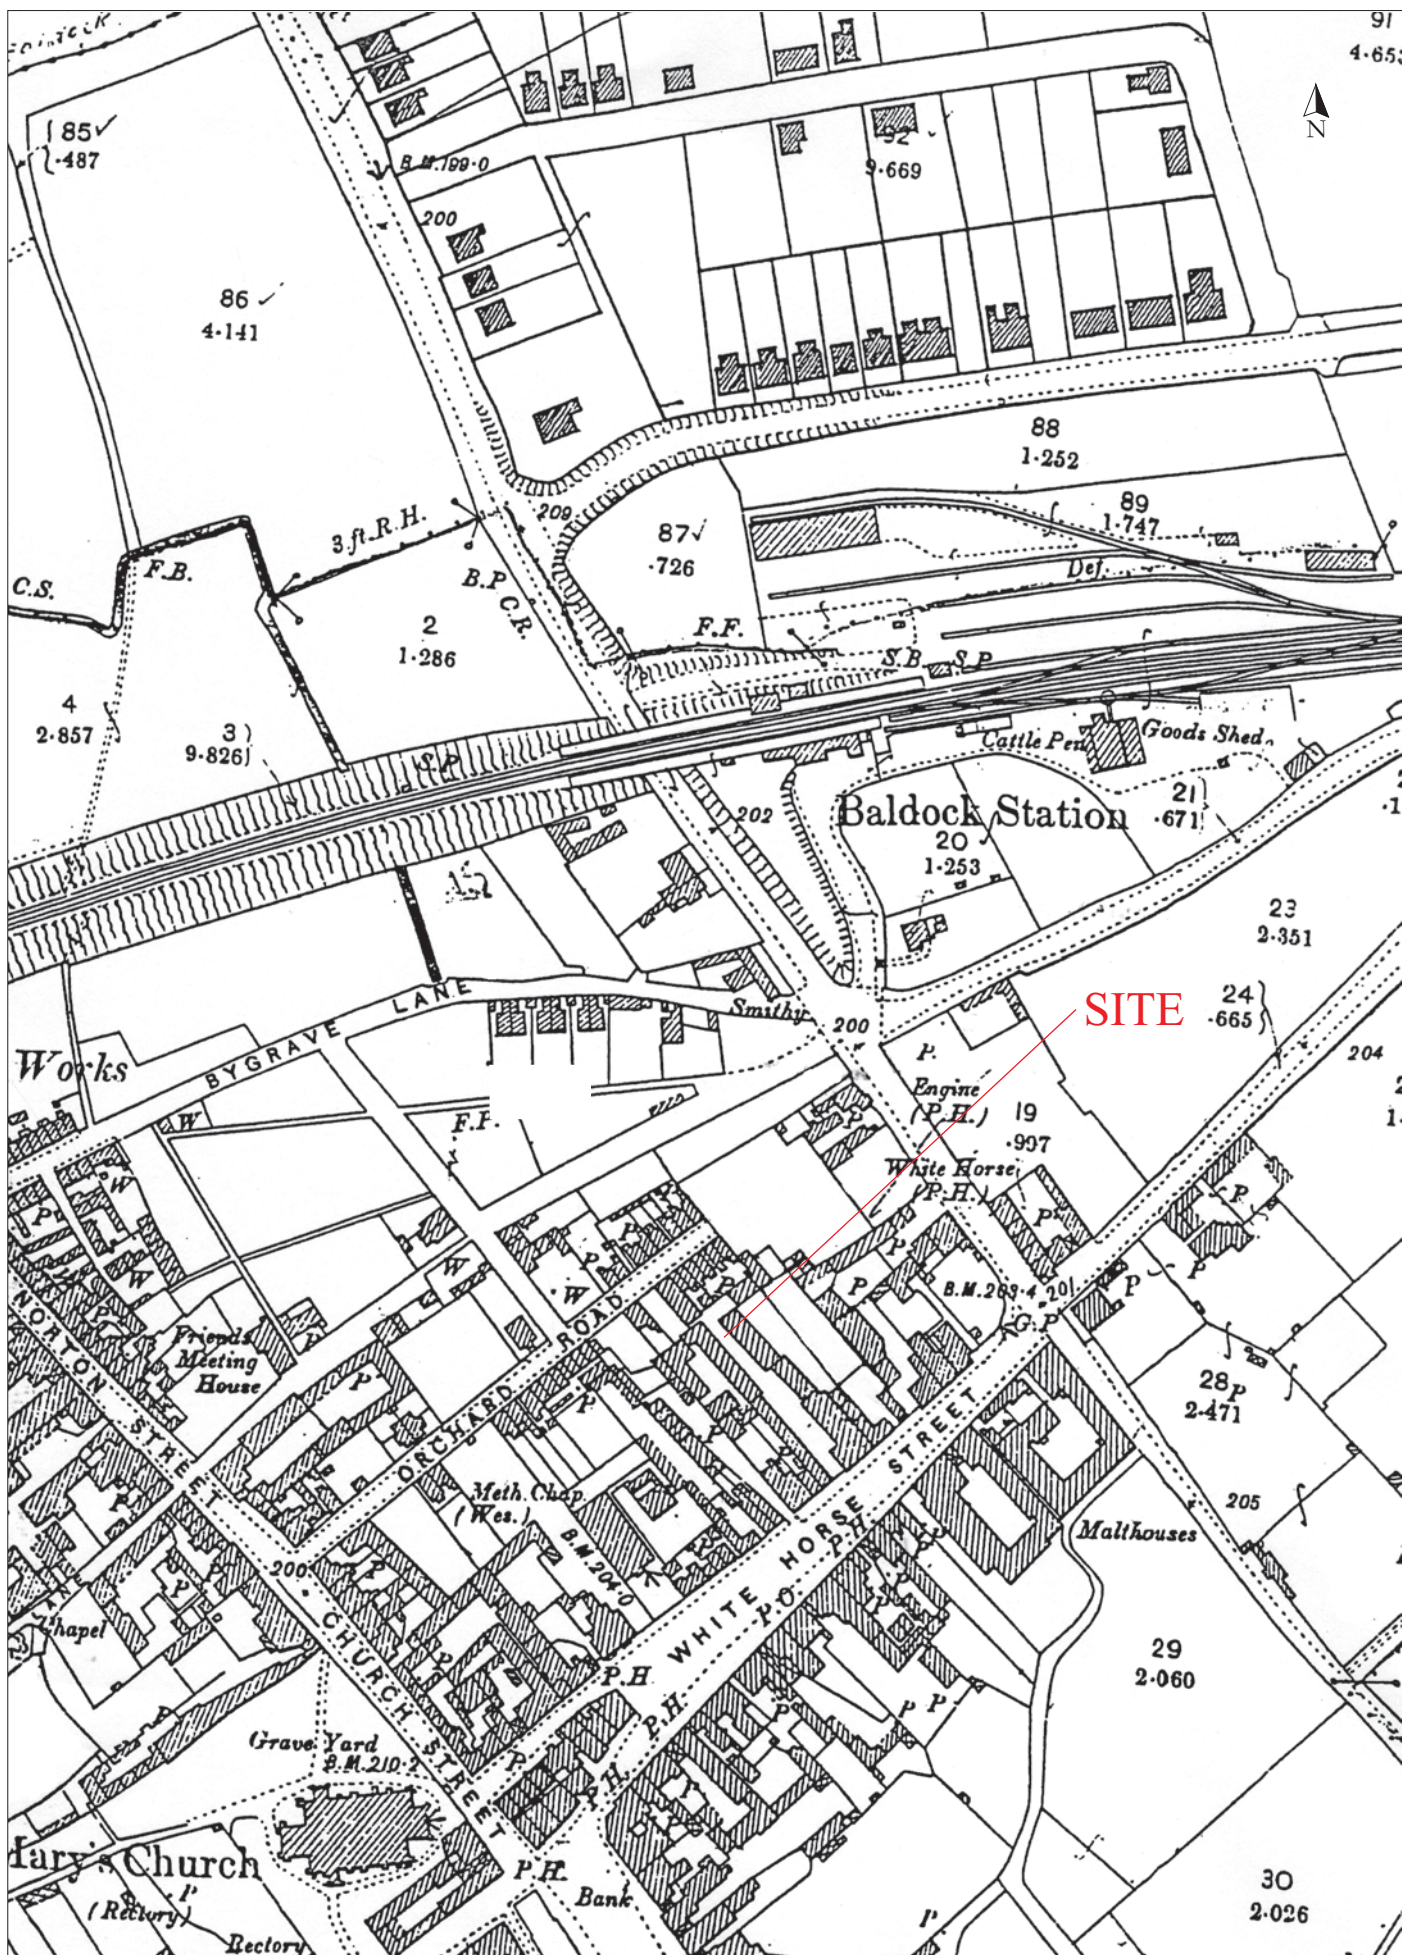 91
4·653
N
85
·487
92
9·669
B.M.199·0
200
86
4·141
88
1·252
89
1·747
209
87
·726
3 ft. R.H.
C.S.
F.B.
B.P.
C.R.
Def.
2
1·286
F.F.
S.B.
S.P.
4
2·857
3
9·826
S.P.
Cattle Pen
Goods Shed
202
Baldock Station
21
·671
20
1·253
23
2·351
24
·665
SITE
204
BYGRAVE LANE
Smithy
200
Works
P.
Engine
(P.H.)
19
·997
F.P.
W
P
White Horse
(P.H.)
W
P
P
W
W
P
P
W
P
P
P
P
B.M.203·4
201
G.P.
P
P
NORTON STREET
Friends
Meeting
House
P
ORCHARD ROAD
P
28
2·471
P
205
Meth. Chap.
(Wes.)
B.M.204·0
WHITE HORSE STREET
P.H.
P.O.
Malthouses
200
Chapel
CHURCH STREET
29
2·060
P.H.
P.H.
P.H.
Grave Yard
B.M.210·2
Mary's Church
(Rectory)
Rectory
P.H.
Bank
30
2·026